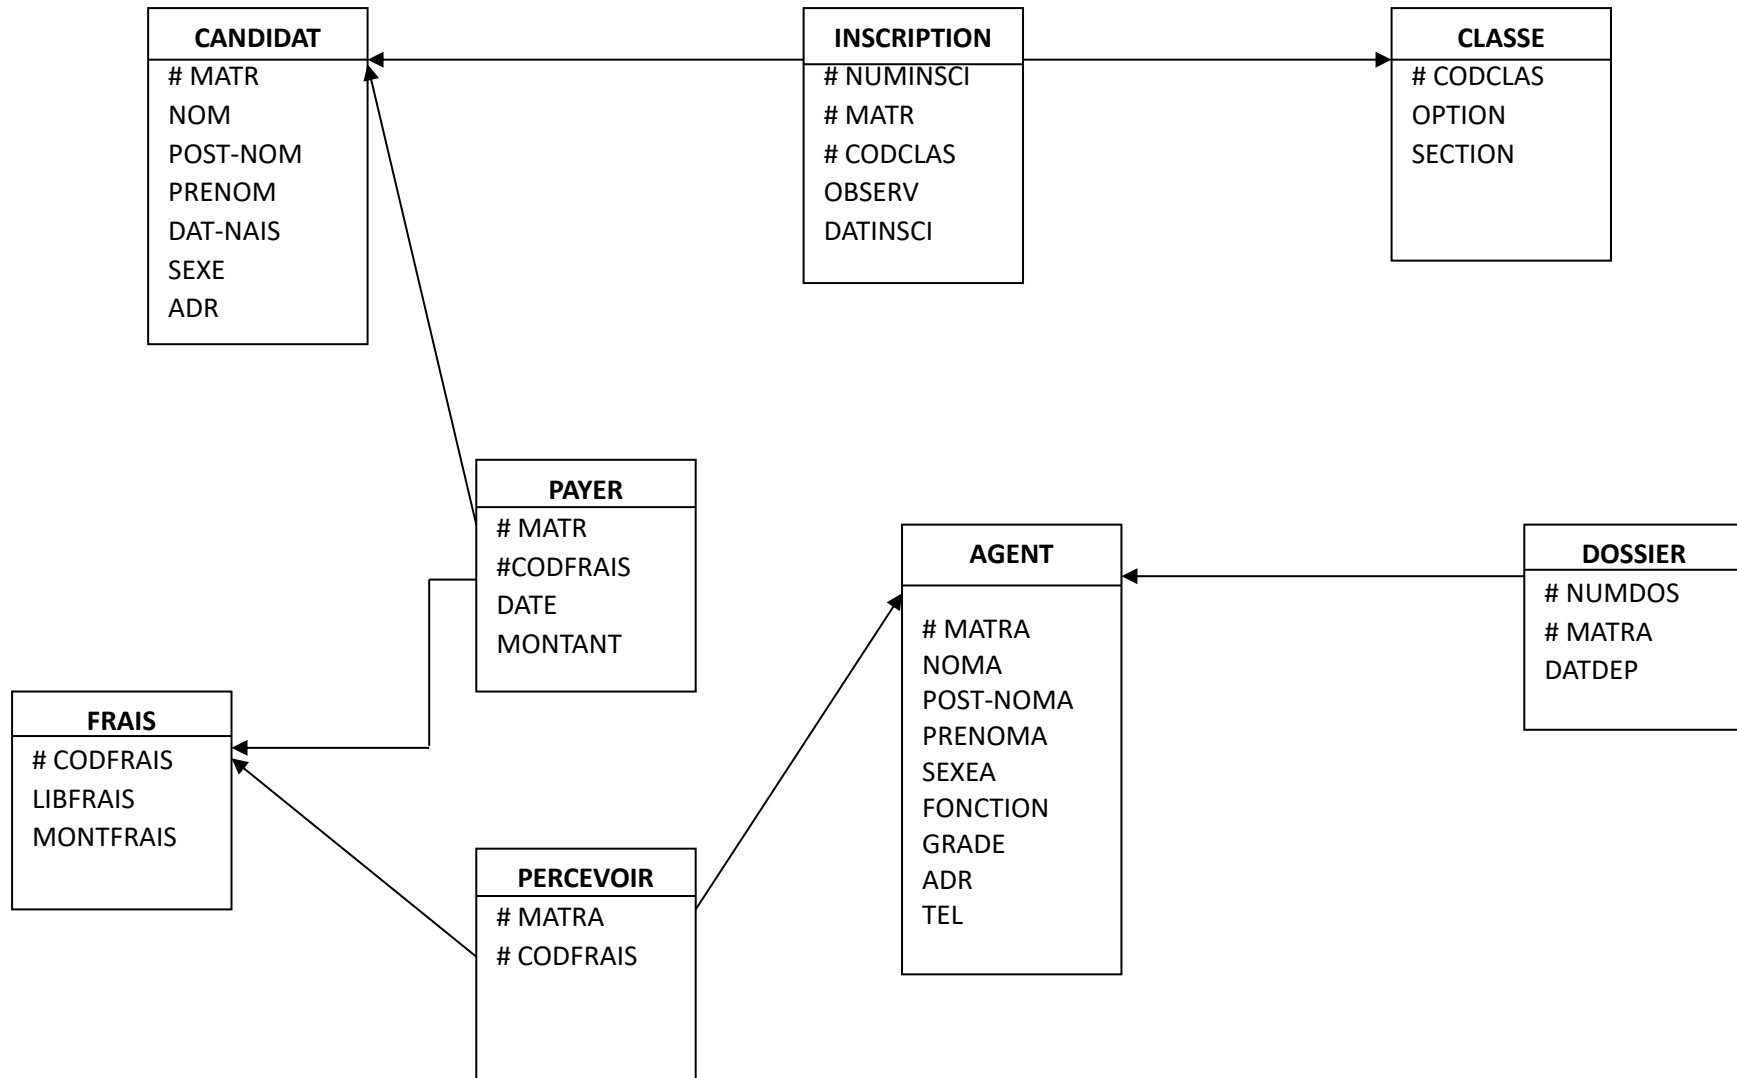 CANDIDAT
# MATR
NOM
POST-NOM
PRENOM
DAT-NAIS
SEXE
ADR
INSCRIPTION
# NUMINSCI
# MATR
# CODCLAS
OBSERV
DATINSCI
CLASSE
# CODCLAS
OPTION
SECTION
PAYER
# MATR
#CODFRAIS
DATE
MONTANT
AGENT
# MATRA
NOMA
POST-NOMA
PRENOMA
SEXEA
FONCTION
GRADE
ADR
TEL
DOSSIER
# NUMDOS
# MATRA
DATDEP
FRAIS
# CODFRAIS
LIBFRAIS
MONTFRAIS
PERCEVOIR
# MATRA
# CODFRAIS